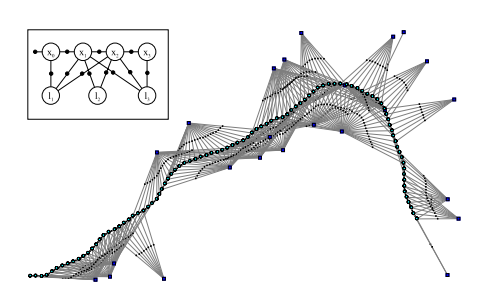 x₀ x₁ x₂ x₃
l₁ l₂ l₃